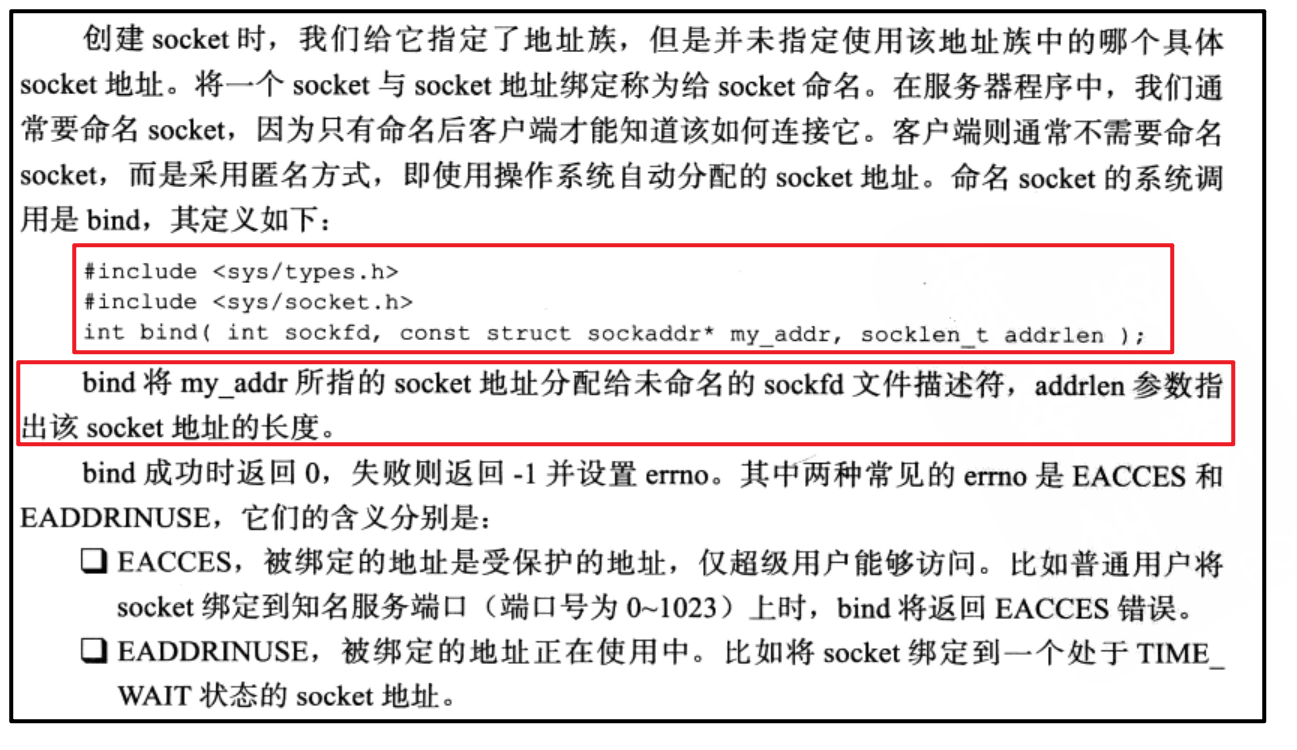 创建 socket 时，我们给它指定了地址族，但是并未指定使用该地址族中的哪个具体
socket 地址。将一个 socket 与 socket 地址绑定称为给 socket 命名。在服务器程序中，我们通
常要命名 socket，因为只有命名后客户端才能知道该如何连接它。客户端则通常不需要命名
socket，而是采用匿名方式，即使用操作系统自动分配的 socket 地址。命名 socket 的系统调
用是 bind，其定义如下：
#include <sys/types.h>
#include <sys/socket.h>
int bind( int sockfd, const struct sockaddr* my_addr, socklen_t addrlen );
bind 将 my_addr 所指的 socket 地址分配给未命名的 sockfd 文件描述符，addrlen 参数指
出该 socket 地址的长度。
bind 成功时返回 0，失败则返回 -1 并设置 errno。其中两种常见的 errno 是 EACCES 和
EADDRINUSE，它们的含义分别是：
❑ EACCES，被绑定的地址是受保护的地址，仅超级用户能够访问。比如普通用户将
socket 绑定到知名服务端口（端口号为 0~1023）上时，bind 将返回 EACCES 错误。
❑ EADDRINUSE，被绑定的地址正在使用中。比如将 socket 绑定到一个处于 TIME_
WAIT 状态的 socket 地址。